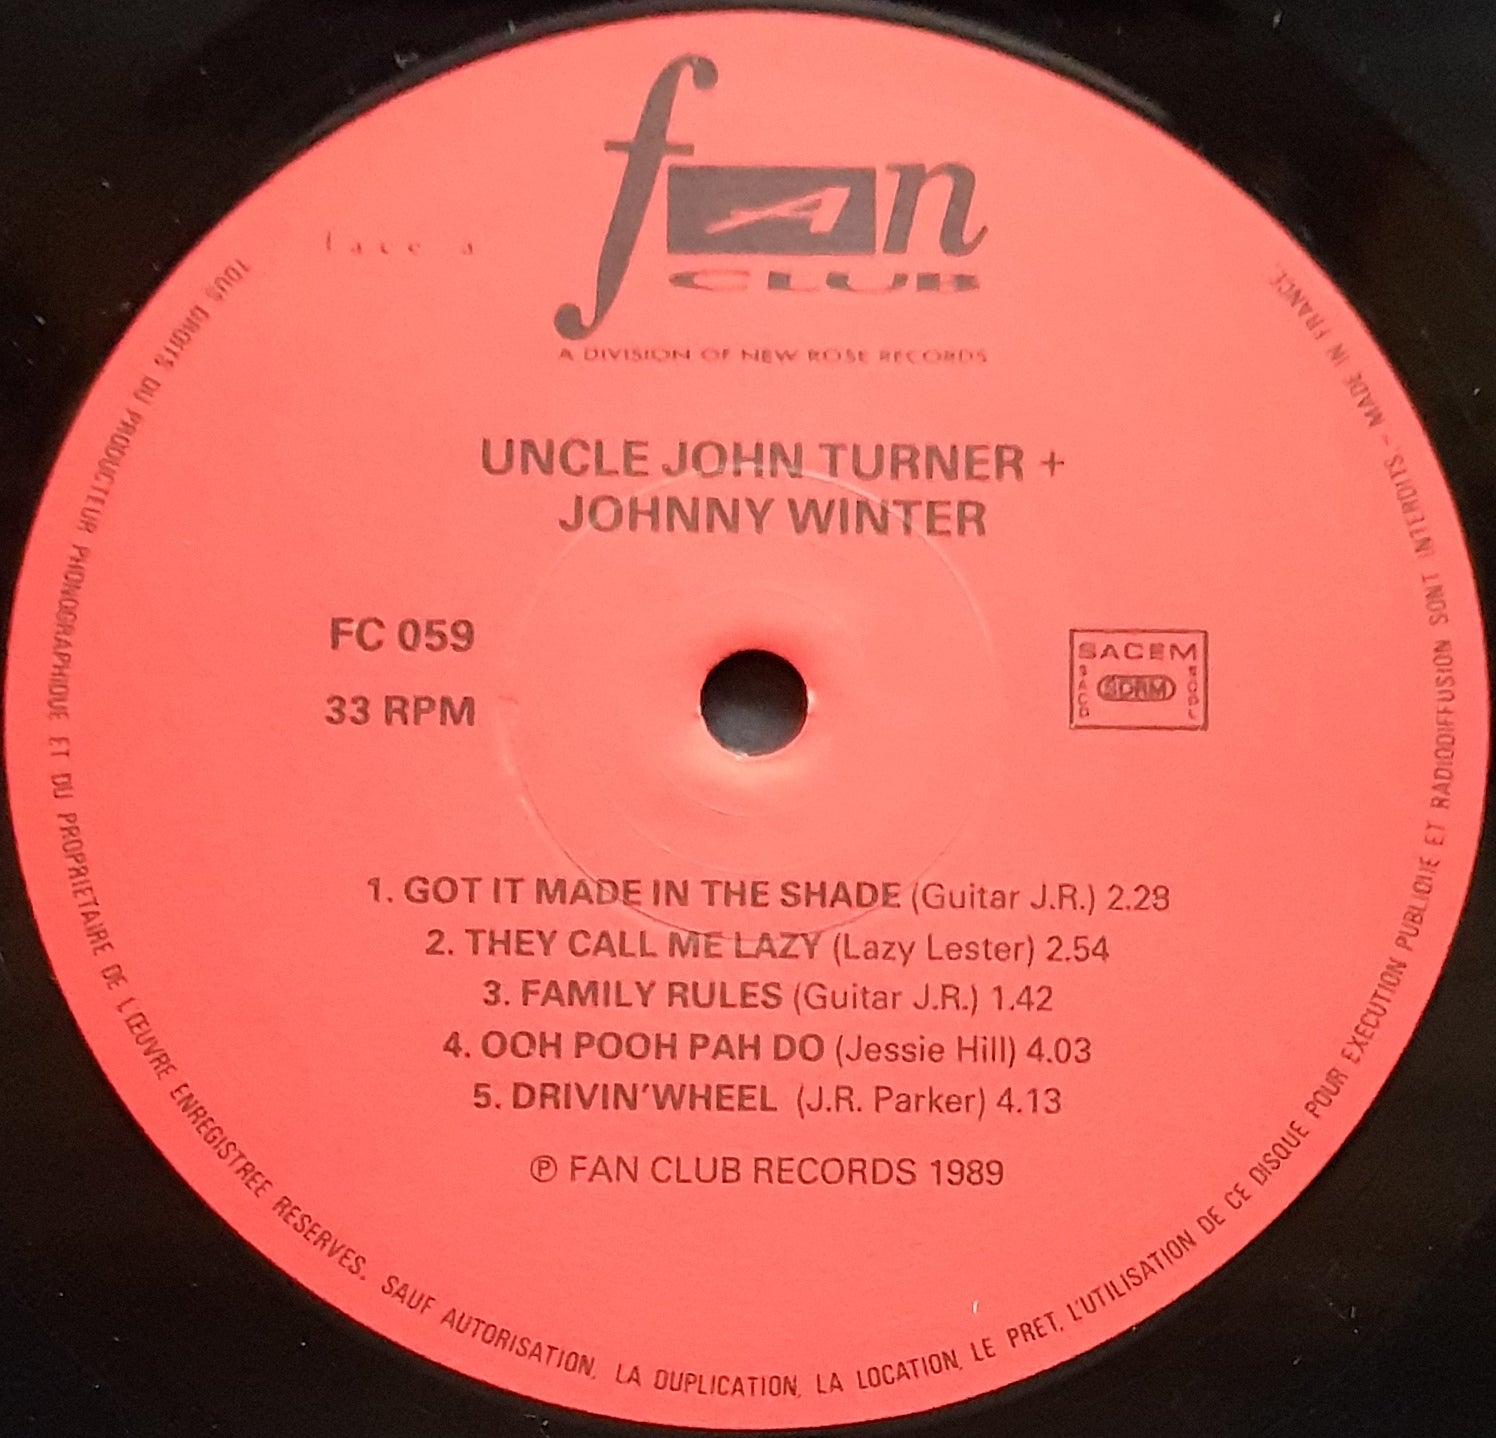 fan
CLUB
A DIVISION OF NEW ROSE RECORDS
face a
UNCLE JOHN TURNER +
JOHNNY WINTER
FC 059
33 RPM
SACEM
SACD
SDRM
SGDL
1. GOT IT MADE IN THE SHADE (Guitar J.R.) 2.28
2. THEY CALL ME LAZY (Lazy Lester) 2.54
3. FAMILY RULES (Guitar J.R.) 1.42
4. OOH POOH PAH DO (Jessie Hill) 4.03
5. DRIVIN'WHEEL (J.R. Parker) 4.13
℗ FAN CLUB RECORDS 1989
TOUS DROITS DU PRODUCTEUR PHONOGRAPHIQUE ET DU PROPRIETAIRE DE L'ŒUVRE ENREGISTREE RESERVES. SAUF AUTORISATION, LA DUPLICATION, LA LOCATION, LE PRET, L'UTILISATION DE CE DISQUE POUR EXECUTION PUBLIQUE ET RADIODIFFUSION SONT INTERDITS. - MADE IN FRANCE.